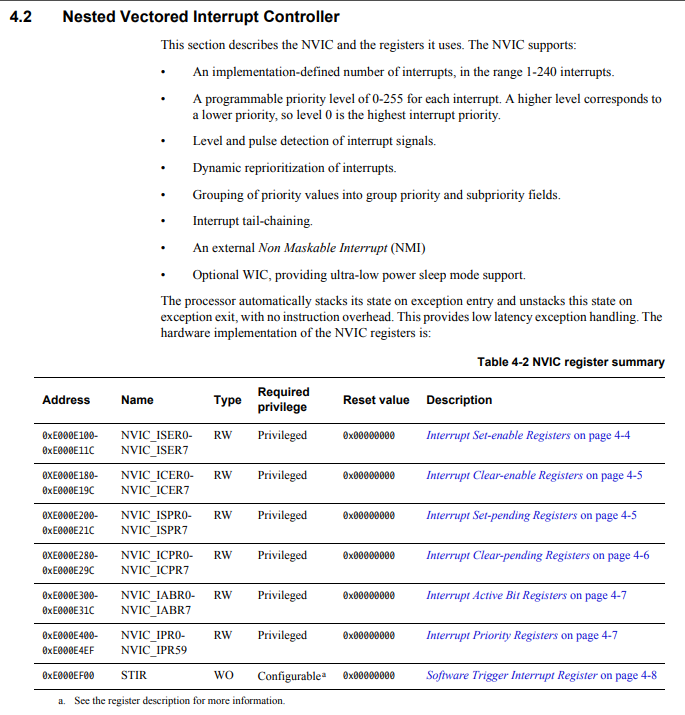 4.2 Nested Vectored Interrupt Controller
This section describes the NVIC and the registers it uses. The NVIC supports:
• An implementation-defined number of interrupts, in the range 1-240 interrupts.
• A programmable priority level of 0-255 for each interrupt. A higher level corresponds to
a lower priority, so level 0 is the highest interrupt priority.
• Level and pulse detection of interrupt signals.
• Dynamic reprioritization of interrupts.
• Grouping of priority values into group priority and subpriority fields.
• Interrupt tail-chaining.
• An external Non Maskable Interrupt (NMI)
• Optional WIC, providing ultra-low power sleep mode support.
The processor automatically stacks its state on exception entry and unstacks this state on
exception exit, with no instruction overhead. This provides low latency exception handling. The
hardware implementation of the NVIC registers is:
Table 4-2 NVIC register summary
Address Name Type Required privilege Reset value Description
0xE000E100- NVIC_ISER0- RW Privileged 0x00000000 Interrupt Set-enable Registers on page 4-4
0xE000E11C NVIC_ISER7
0XE000E180- NVIC_ICER0- RW Privileged 0x00000000 Interrupt Clear-enable Registers on page 4-5
0xE000E19C NVIC_ICER7
0XE000E200- NVIC_ISPR0- RW Privileged 0x00000000 Interrupt Set-pending Registers on page 4-5
0xE000E21C NVIC_ISPR7
0XE000E280- NVIC_ICPR0- RW Privileged 0x00000000 Interrupt Clear-pending Registers on page 4-6
0xE000E29C NVIC_ICPR7
0xE000E300- NVIC_IABR0- RW Privileged 0x00000000 Interrupt Active Bit Registers on page 4-7
0xE000E31C NVIC_IABR7
0xE000E400- NVIC_IPR0- RW Privileged 0x00000000 Interrupt Priority Registers on page 4-7
0xE000E4EF NVIC_IPR59
0xE000EF00 STIR WO Configurableᵃ 0x00000000 Software Trigger Interrupt Register on page 4-8
a. See the register description for more information.